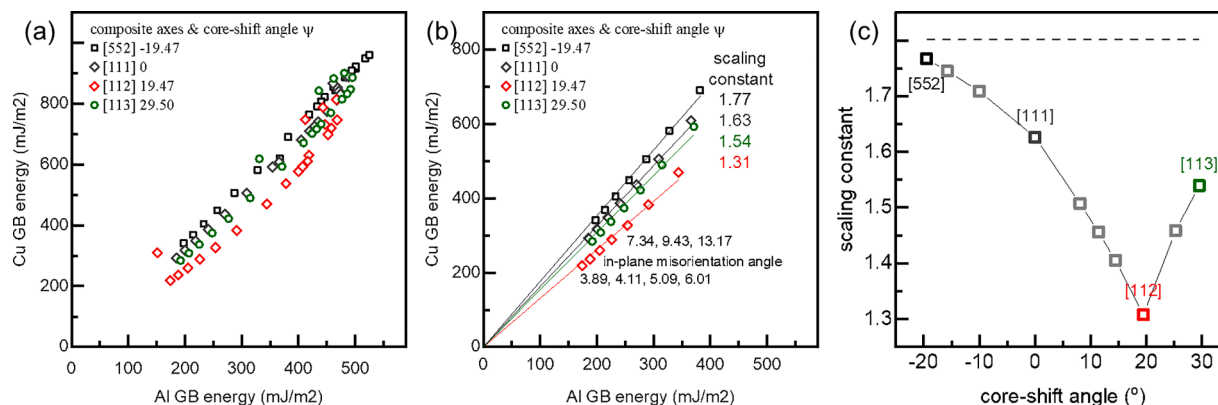 (a)
composite axes & core-shift angle ψ
[552] -19.47
[111] 0
[112] 19.47
[113] 29.50
Cu GB energy (mJ/m2)
800
600
400
200
0
0 100 200 300 400 500
Al GB energy (mJ/m2)
(b)
composite axes & core-shift angle ψ
[552] -19.47
[111] 0
[112] 19.47
[113] 29.50
scaling
constant
1.77
1.63
1.54
1.31
7.34, 9.43, 13.17
in-plane misorientation angle
3.89, 4.11, 5.09, 6.01
Cu GB energy (mJ/m2)
800
600
400
200
0
0 100 200 300 400 500
Al GB energy (mJ/m2)
(c)
[552]
[111]
[112]
[113]
scaling constant
1.7
1.6
1.5
1.4
1.3
-20 -10 0 10 20 30
core-shift angle (°)